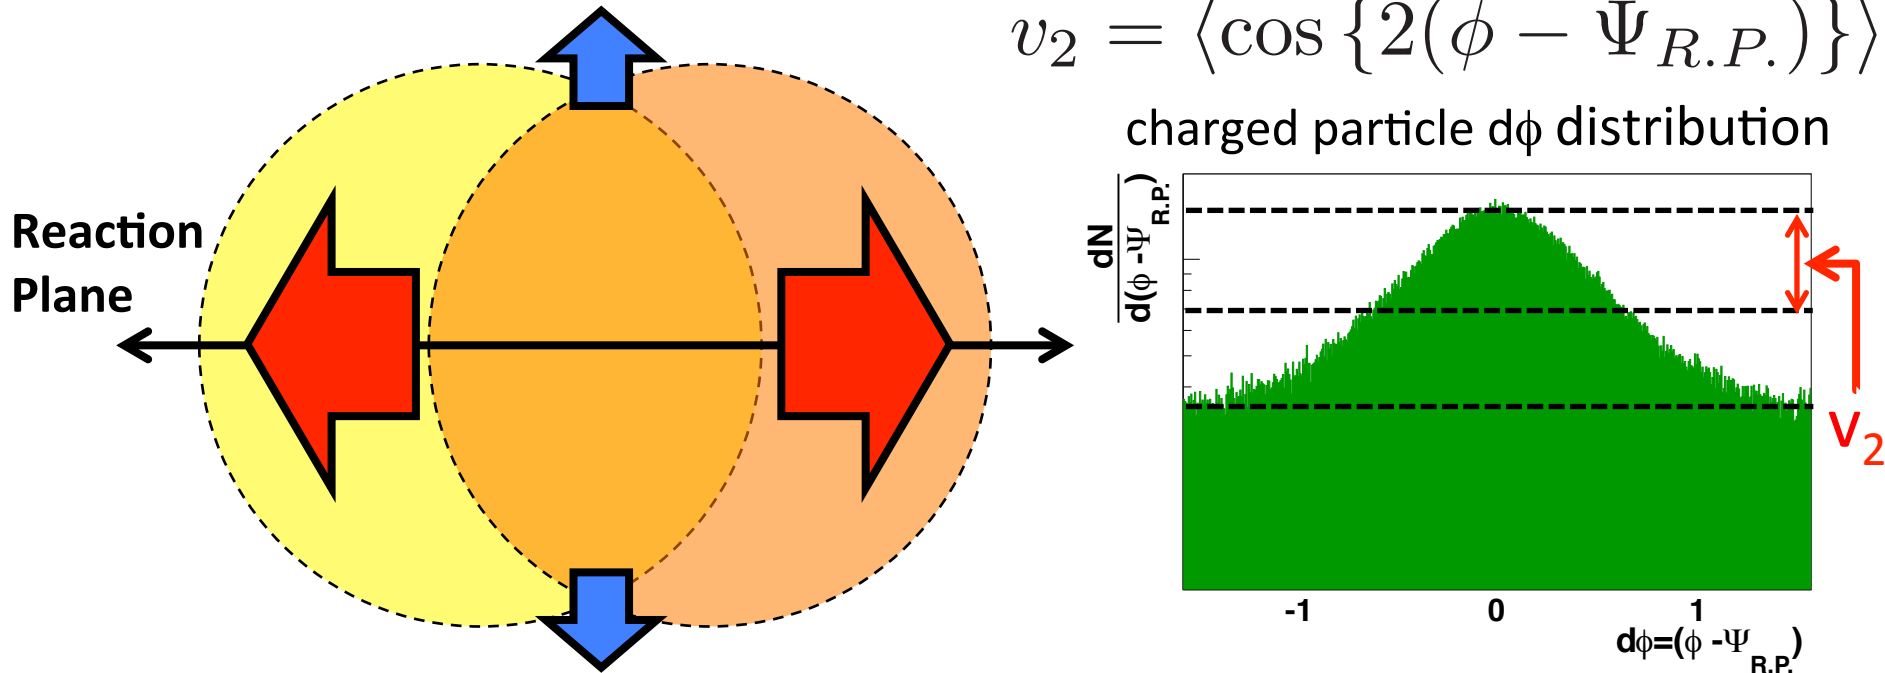 v₂ = ⟨cos {2(ϕ − Ψ_R.P.)}⟩
charged particle dϕ distribution
Reaction
Plane
dN
d(ϕ -Ψ_R.P.)
v₂
-1 0 1
dϕ=(ϕ -Ψ_R.P.)